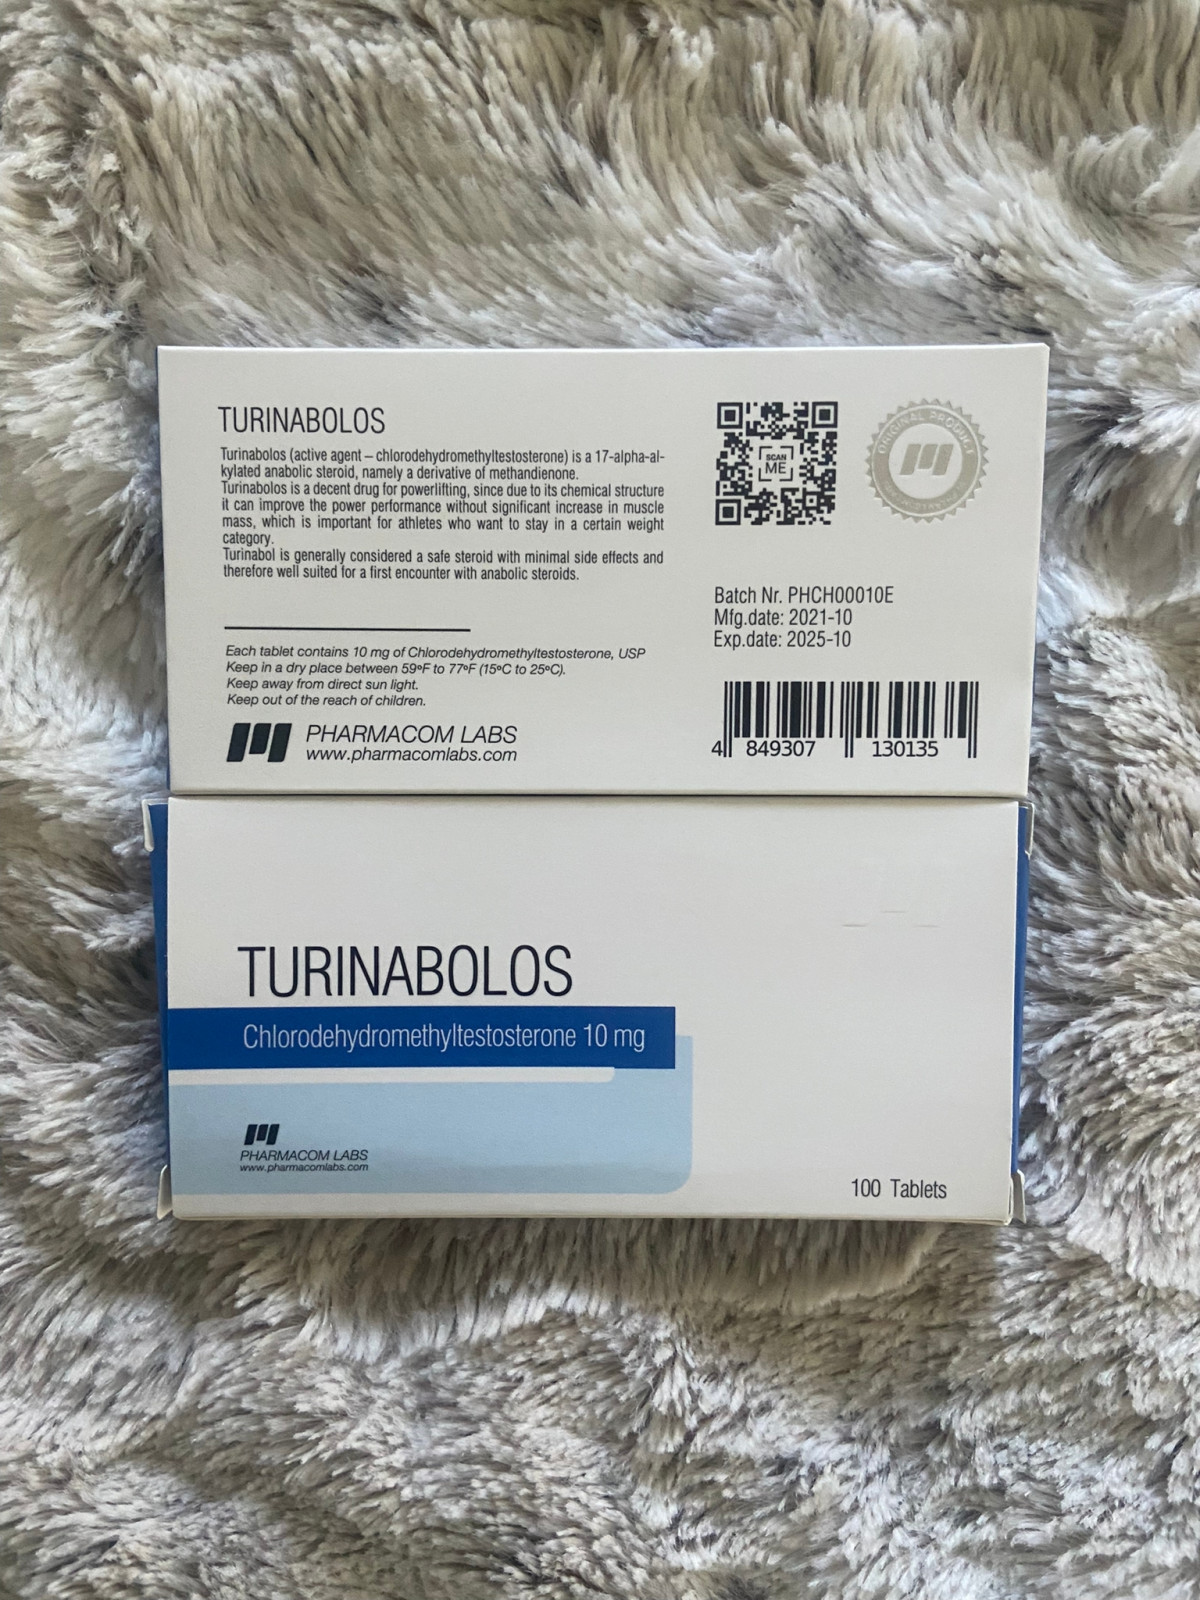 TURINABOLOS
Turinabolos (active agent – chlorodehydromethyltestosterone) is a 17-alpha-al-
kylated anabolic steroid, namely a derivative of methandienone.
Turinabolos is a decent drug for powerlifting, since due to its chemical structure
it can improve the power performance without significant increase in muscle
mass, which is important for athletes who want to stay in a certain weight
category.
Turinabol is generally considered a safe steroid with minimal side effects and
therefore well suited for a first encounter with anabolic steroids.
Each tablet contains 10 mg of Chlorodehydromethyltestosterone, USP
Keep in a dry place between 59ºF to 77ºF (15ºC to 25ºC).
Keep away from direct sun light.
Keep out of the reach of children.
PHARMACOM LABS
www.pharmacomlabs.com
SCAN
ME
ORIGINAL PRODUCT
Batch Nr. PHCH00010E
Mfg.date: 2021-10
Exp.date: 2025-10
4 849307 130135
TURINABOLOS
Chlorodehydromethyltestosterone 10 mg
PHARMACOM LABS
www.pharmacomlabs.com
100 Tablets